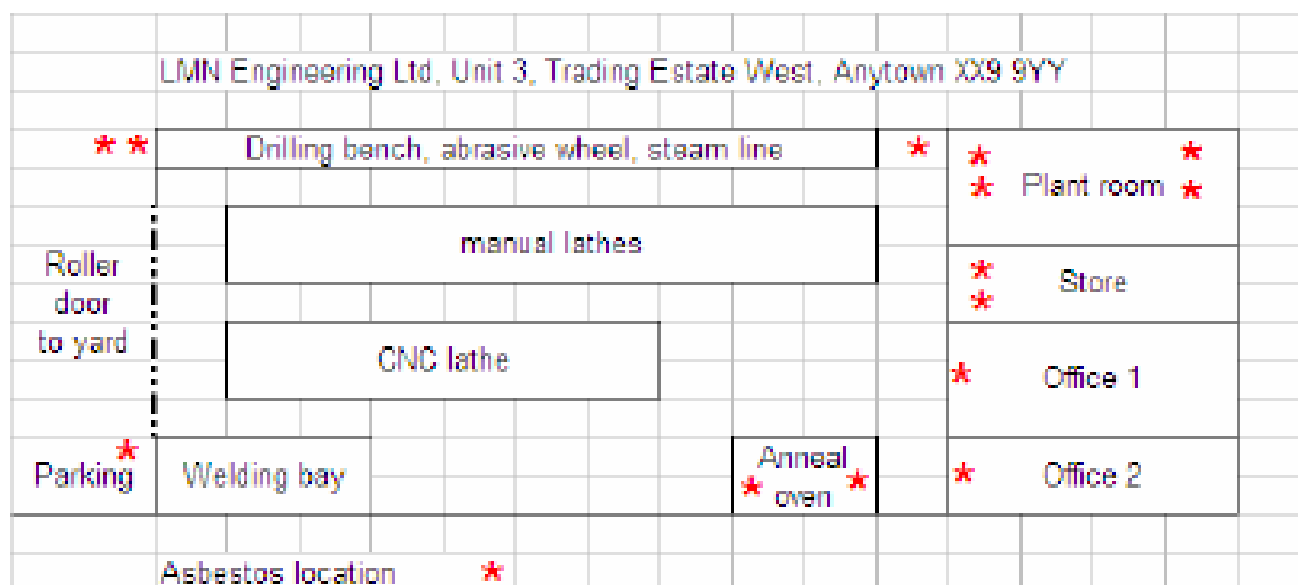 LMN Engineering Ltd, Unit 3, Trading Estate West, Anytown XX9 9YY
* * Drilling bench, abrasive wheel, steam line *
* * Plant room * *
manual lathes
Roller
door
to yard
* * Store
CNC lathe
* Office 1
* Parking
Welding bay
Anneal
* oven *
* Office 2
Asbestos location *